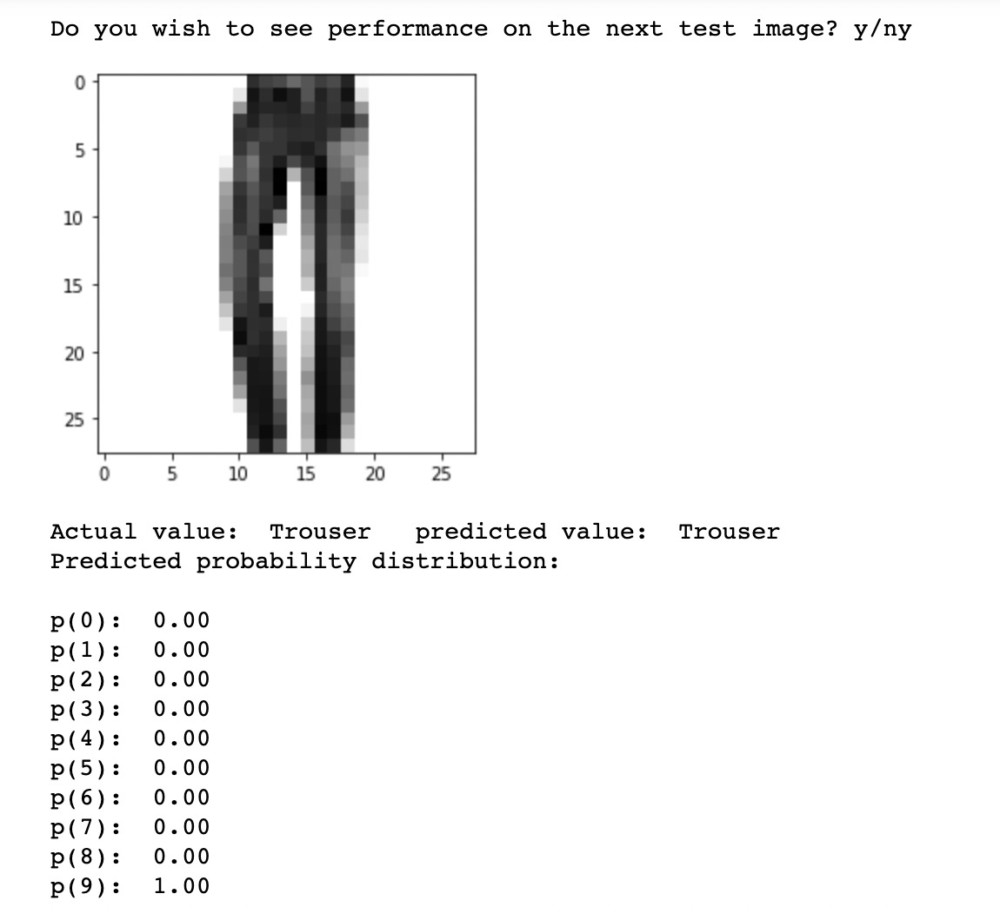 Do you wish to see performance on the next test image? y/ny
0
5
10
15
20
25
0 5 10 15 20 25
Actual value: Trouser predicted value: Trouser
Predicted probability distribution:
p(0): 0.00
p(1): 0.00
p(2): 0.00
p(3): 0.00
p(4): 0.00
p(5): 0.00
p(6): 0.00
p(7): 0.00
p(8): 0.00
p(9): 1.00